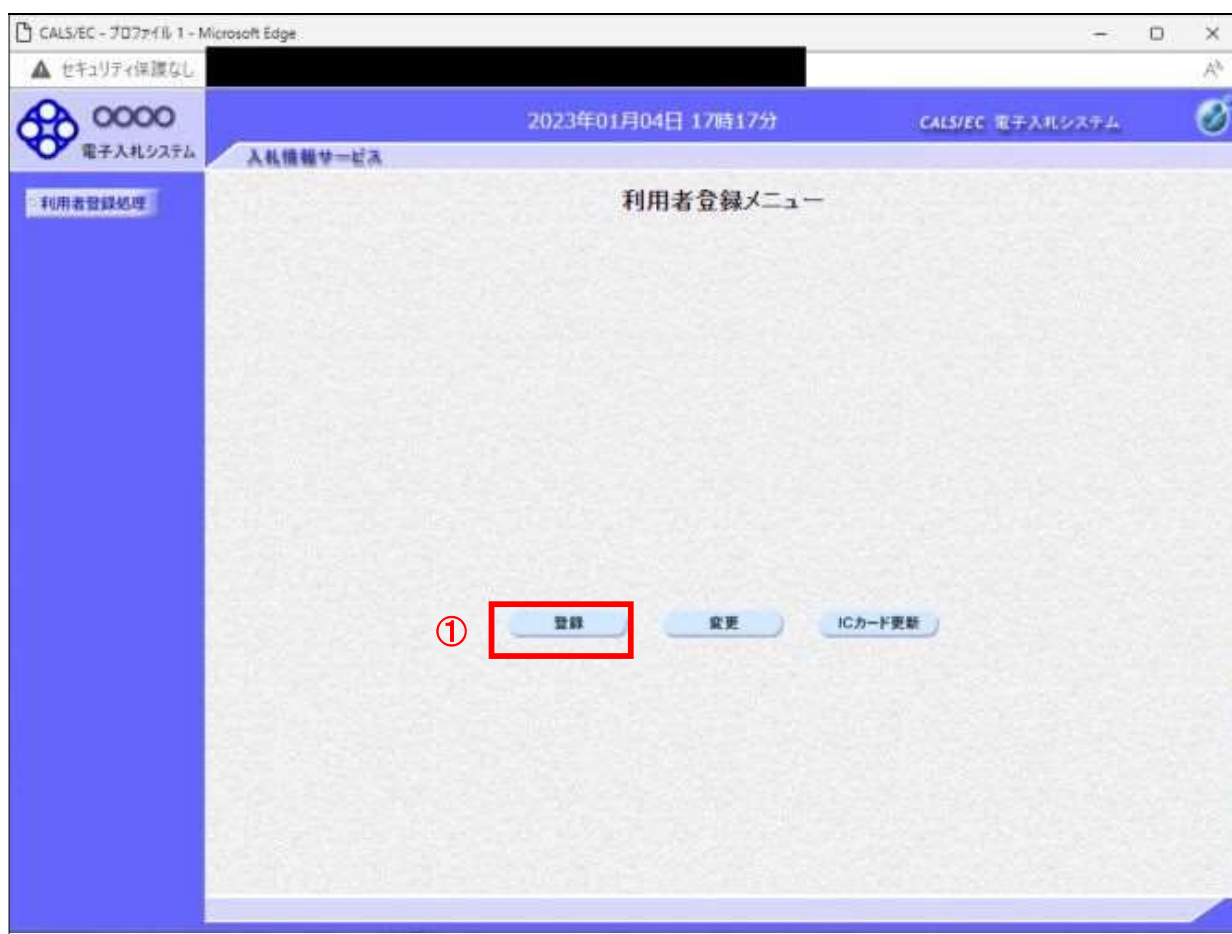 CALS/EC - プロファイル 1 - Microsoft Edge
セキュリティ保護なし
OOOO
電子入札システム
2023年01月04日 17時17分
CALS/EC 電子入札システム
入札情報サービス
利用者登録処理
利用者登録メニュー
①
登録
変更
ICカード更新